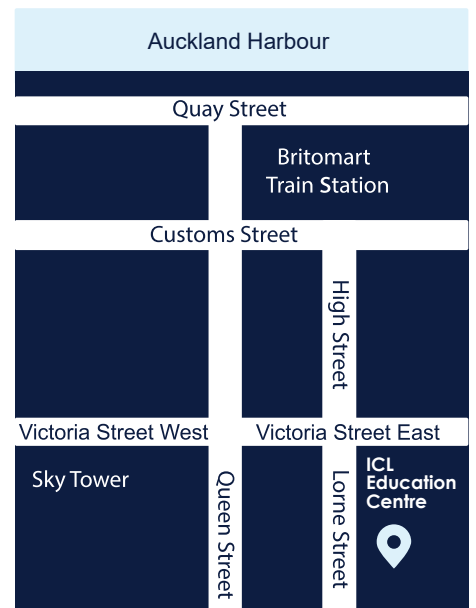 Auckland Harbour
Quay Street
Britomart
Train Station
Customs Street
High Street
Victoria Street West
Victoria Street East
Sky Tower
Queen Street
Lorne Street
ICL
Education
Centre